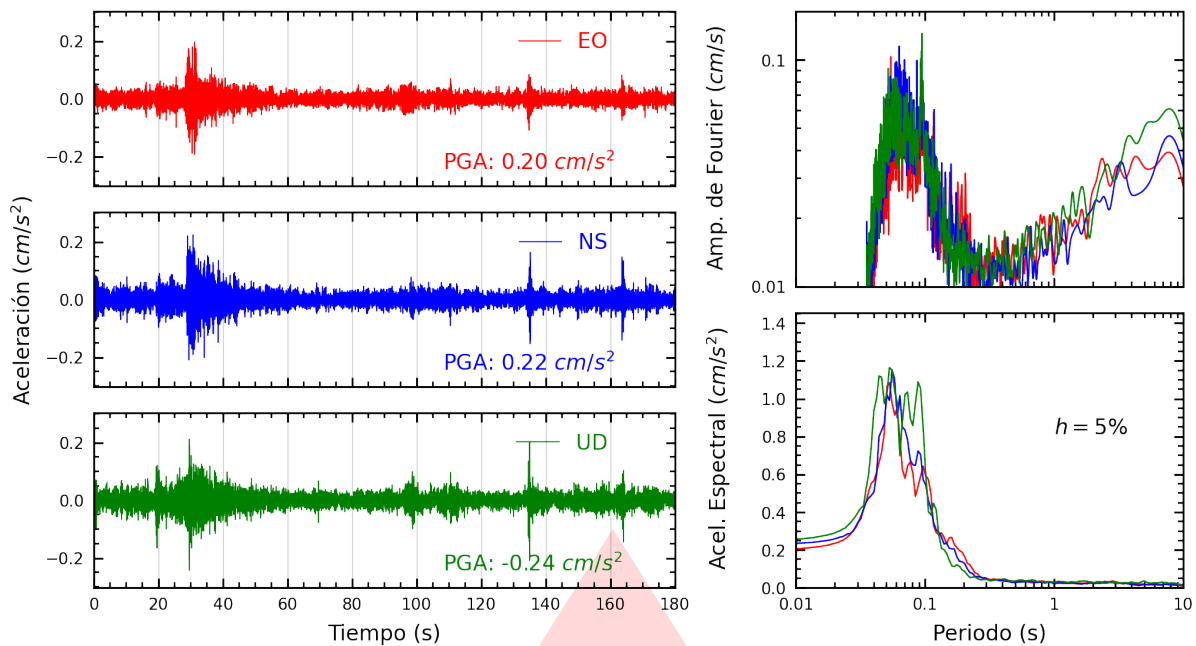 Aceleración (cm/s²)
0.2
0.0
−0.2
EO
PGA: 0.20 cm/s²
0.2
0.0
−0.2
NS
PGA: 0.22 cm/s²
0.2
0.0
−0.2
UD
PGA: -0.24 cm/s²
0 20 40 60 80 100 120 140 160 180
Tiempo (s)
Amp. de Fourier (cm/s)
0.1
0.01
Acel. Espectral (cm/s²)
1.4
1.2
1.0
0.8
0.6
0.4
0.2
0.0
h = 5%
0.01 0.1 1 10
Periodo (s)